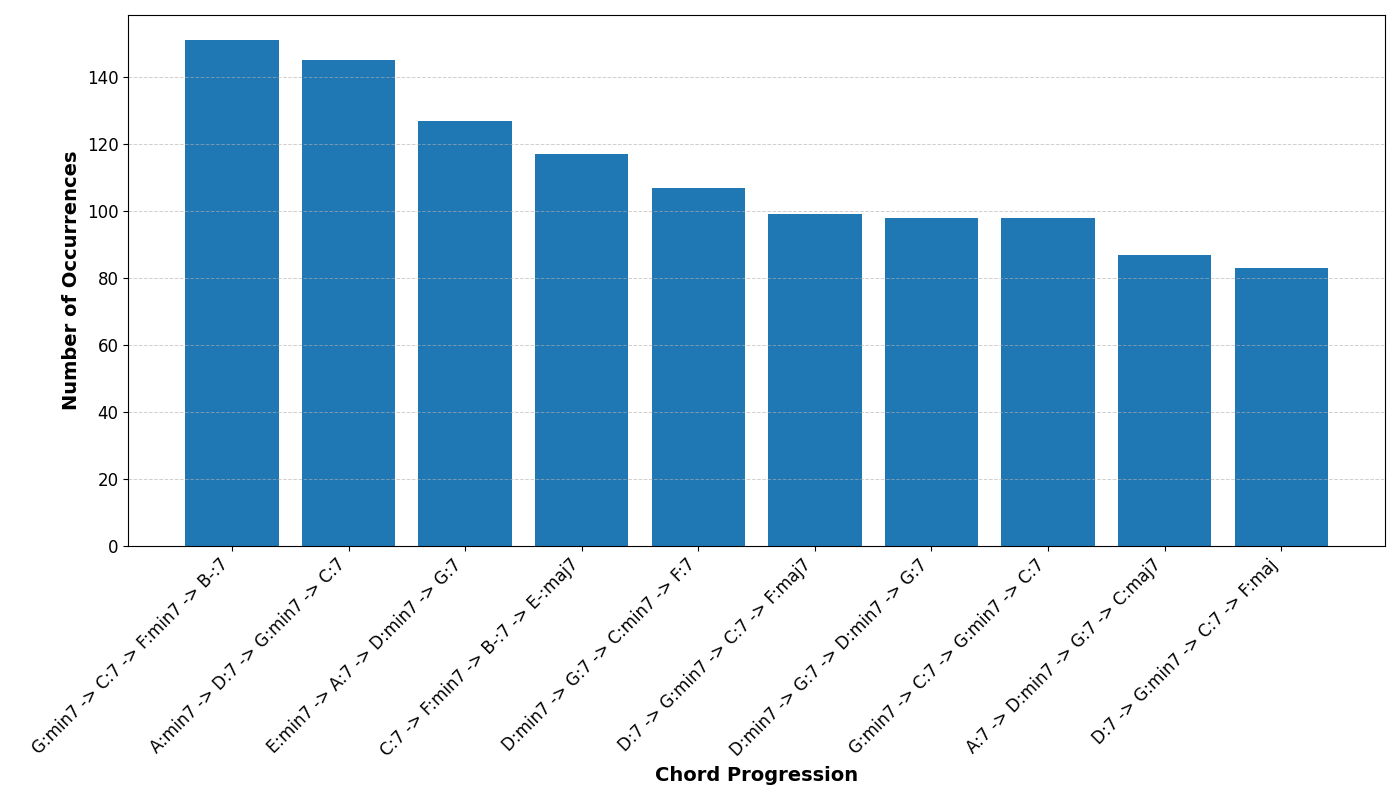 Number of Occurrences
140
120
100
80
60
40
20
0
G:min7 -> C:7 -> F:min7 -> B-:7
A:min7 -> D:7 -> G:min7 -> C:7
E:min7 -> A:7 -> D:min7 -> G:7
C:7 -> F:min7 -> B-:7 -> E-:maj7
D:min7 -> G:7 -> C:min7 -> F:7
D:7 -> G:min7 -> C:7 -> F:maj7
D:min7 -> G:7 -> D:min7 -> G:7
G:min7 -> C:7 -> G:min7 -> C:7
A:7 -> D:min7 -> G:7 -> C:maj7
D:7 -> G:min7 -> C:7 -> F:maj
Chord Progression